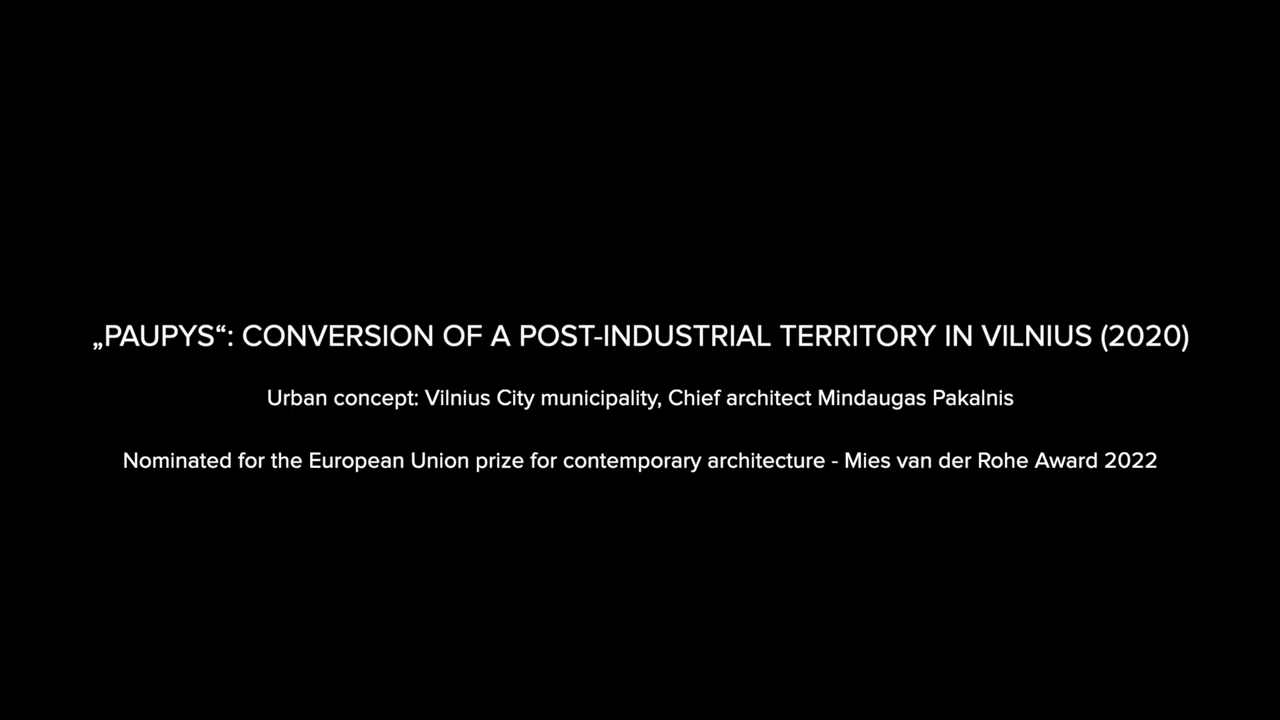 „PAUPYS“: CONVERSION OF A POST-INDUSTRIAL TERRITORY IN VILNIUS (2020)
Urban concept: Vilnius City municipality, Chief architect Mindaugas Pakalnis
Nominated for the European Union prize for contemporary architecture - Mies van der Rohe Award 2022